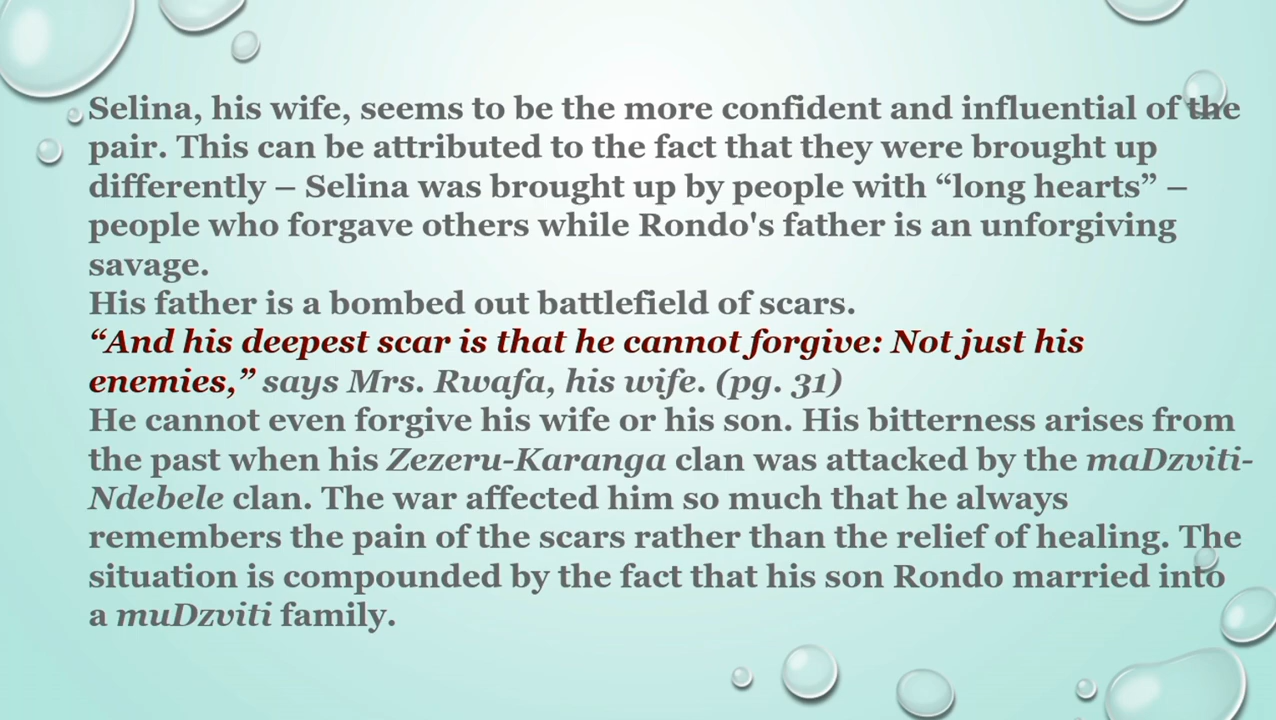 Selina, his wife, seems to be the more confident and influential of the
pair. This can be attributed to the fact that they were brought up
differently – Selina was brought up by people with “long hearts” –
people who forgave others while Rondo's father is an unforgiving
savage.
His father is a bombed out battlefield of scars.
“And his deepest scar is that he cannot forgive: Not just his
enemies,” says Mrs. Rwafa, his wife. (pg. 31)
He cannot even forgive his wife or his son. His bitterness arises from
the past when his Zezeru-Karanga clan was attacked by the maDzviti-
Ndebele clan. The war affected him so much that he always
remembers the pain of the scars rather than the relief of healing. The
situation is compounded by the fact that his son Rondo married into
a muDzviti family.